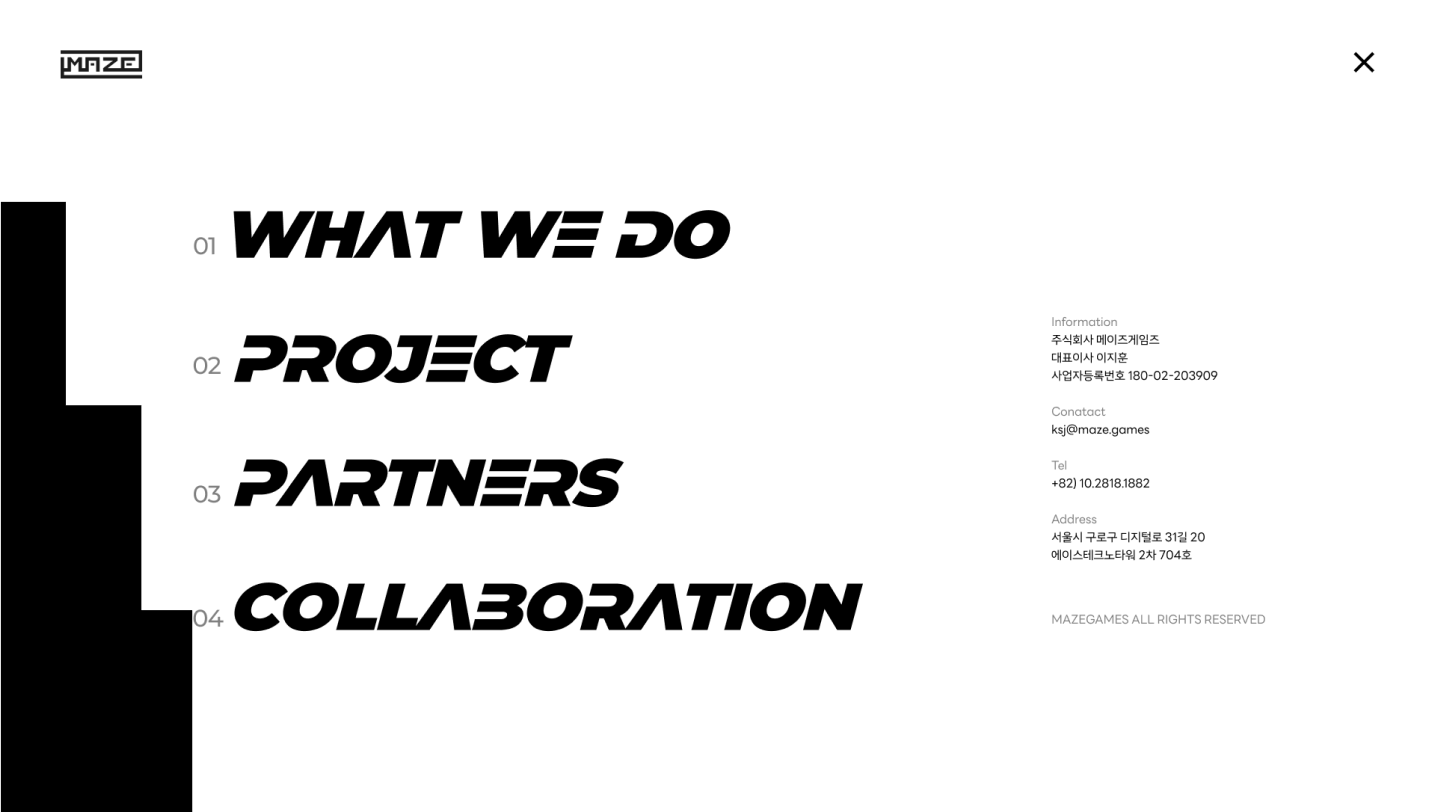 MAZE
01 WHAT WE DO
02 PROJECT
03 PARTNERS
04 COLLABORATION
Information
주식회사 메이즈게임즈
대표이사 이지훈
사업자등록번호 180-02-203909
Conatact
ksj@maze.games
Tel
+82) 10.2818.1882
Address
서울시 구로구 디지털로 31길 20
에이스테크노타워 2차 704호
MAZEGAMES ALL RIGHTS RESERVED